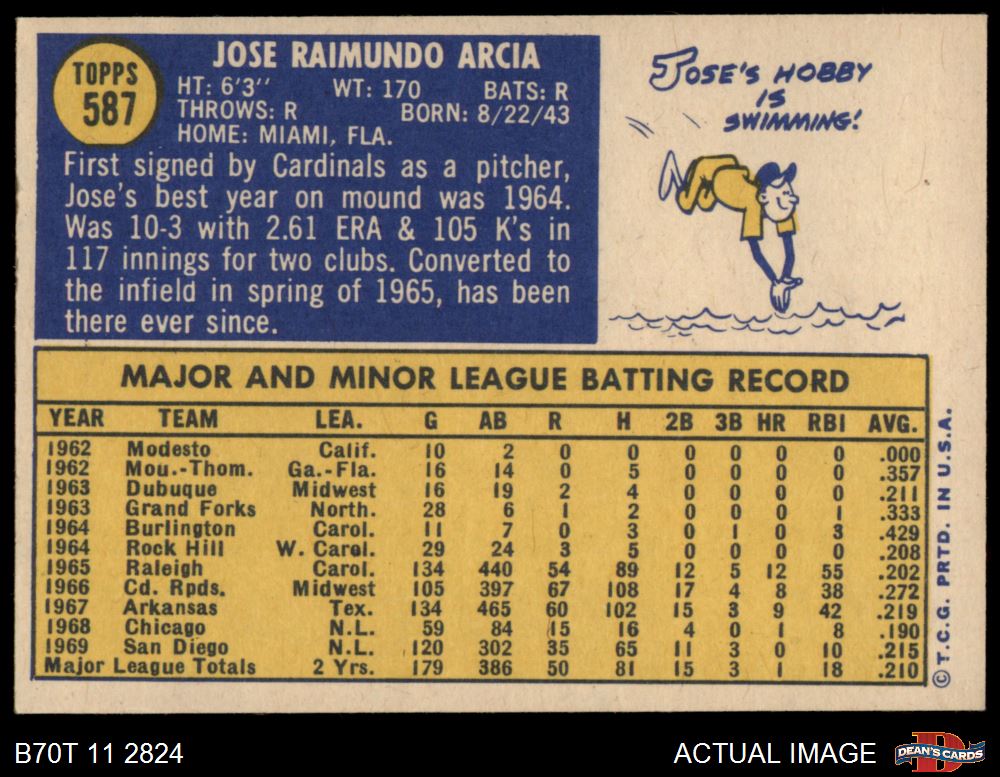 TOPPS
587
JOSE RAIMUNDO ARCIA
HT: 6'3" WT: 170 BATS: R
THROWS: R BORN: 8/22/43
HOME: MIAMI, FLA.
First signed by Cardinals as a pitcher,
Jose's best year on mound was 1964.
Was 10-3 with 2.61 ERA & 105 K's in
117 innings for two clubs. Converted to
the infield in spring of 1965, has been
there ever since.
JOSE'S HOBBY
IS
SWIMMING!
MAJOR AND MINOR LEAGUE BATTING RECORD
YEAR TEAM LEA. G AB R H 2B 3B HR RBI AVG.
1962 Modesto Calif. 10 2 0 0 0 0 0 0 .000
1962 Mou.-Thom. Ga.-Fla. 16 14 0 5 0 0 0 0 .357
1963 Dubuque Midwest 16 19 2 4 0 0 0 0 .211
1963 Grand Forks North. 28 6 1 2 0 0 0 1 .333
1964 Burlington Carol. 11 7 0 3 0 1 0 3 .429
1964 Rock Hill W. Carol. 29 24 3 5 0 0 0 0 .208
1965 Raleigh Carol. 134 440 54 89 12 5 12 55 .202
1966 Cd. Rpds. Midwest 105 397 67 108 17 4 8 38 .272
1967 Arkansas Tex. 134 465 60 102 15 3 9 42 .219
1968 Chicago N.L. 59 84 15 16 4 0 1 8 .190
1969 San Diego N.L. 120 302 35 65 11 3 0 10 .215
Major League Totals 2 Yrs. 179 386 50 81 15 3 1 18 .210
© T.C.G. PRTD. IN U.S.A.
B70T 11 2824
ACTUAL IMAGE
DEAN'S CARDS